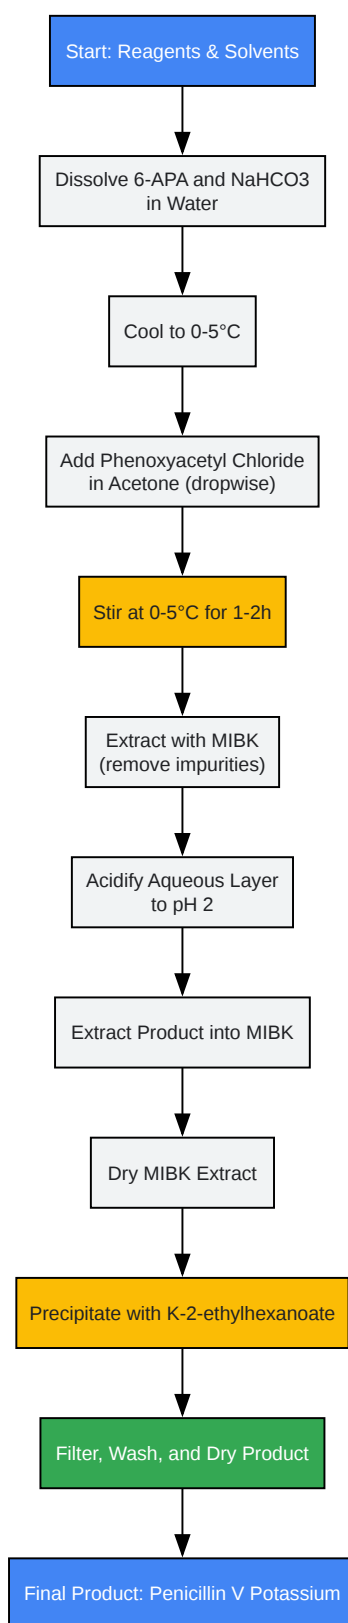 Start: Reagents & Solvents
Dissolve 6-APA and NaHCO3
in Water
Cool to 0-5°C
Add Phenoxyacetyl Chloride
in Acetone (dropwise)
Stir at 0-5°C for 1-2h
Extract with MIBK
(remove impurities)
Acidify Aqueous Layer
to pH 2
Extract Product into MIBK
Dry MIBK Extract
Precipitate with K-2-ethylhexanoate
Filter, Wash, and Dry Product
Final Product: Penicillin V Potassium